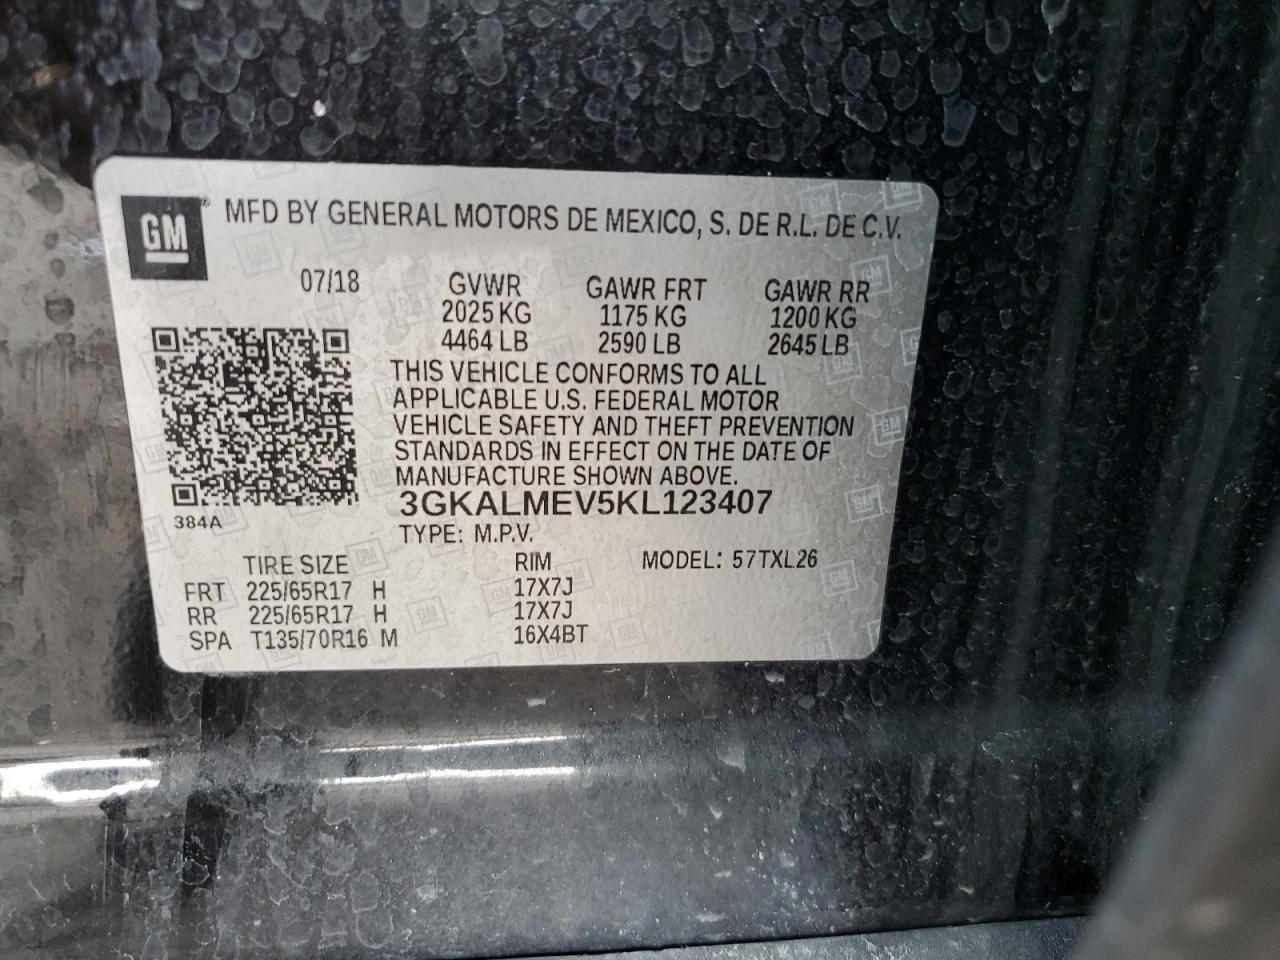 GM® MFD BY GENERAL MOTORS DE MEXICO, S. DE R.L. DE C.V.
07/18 GVWR GAWR FRT GAWR RR
2025 KG 1175 KG 1200 KG
4464 LB 2590 LB 2645 LB
THIS VEHICLE CONFORMS TO ALL
APPLICABLE U.S. FEDERAL MOTOR
VEHICLE SAFETY AND THEFT PREVENTION
STANDARDS IN EFFECT ON THE DATE OF
MANUFACTURE SHOWN ABOVE.
3GKALMEV5KL123407
384A
TYPE: M.P.V.
TIRE SIZE RIM MODEL: 57TXL26
FRT 225/65R17 H 17X7J
RR 225/65R17 H 17X7J
SPA T135/70R16 M 16X4BT